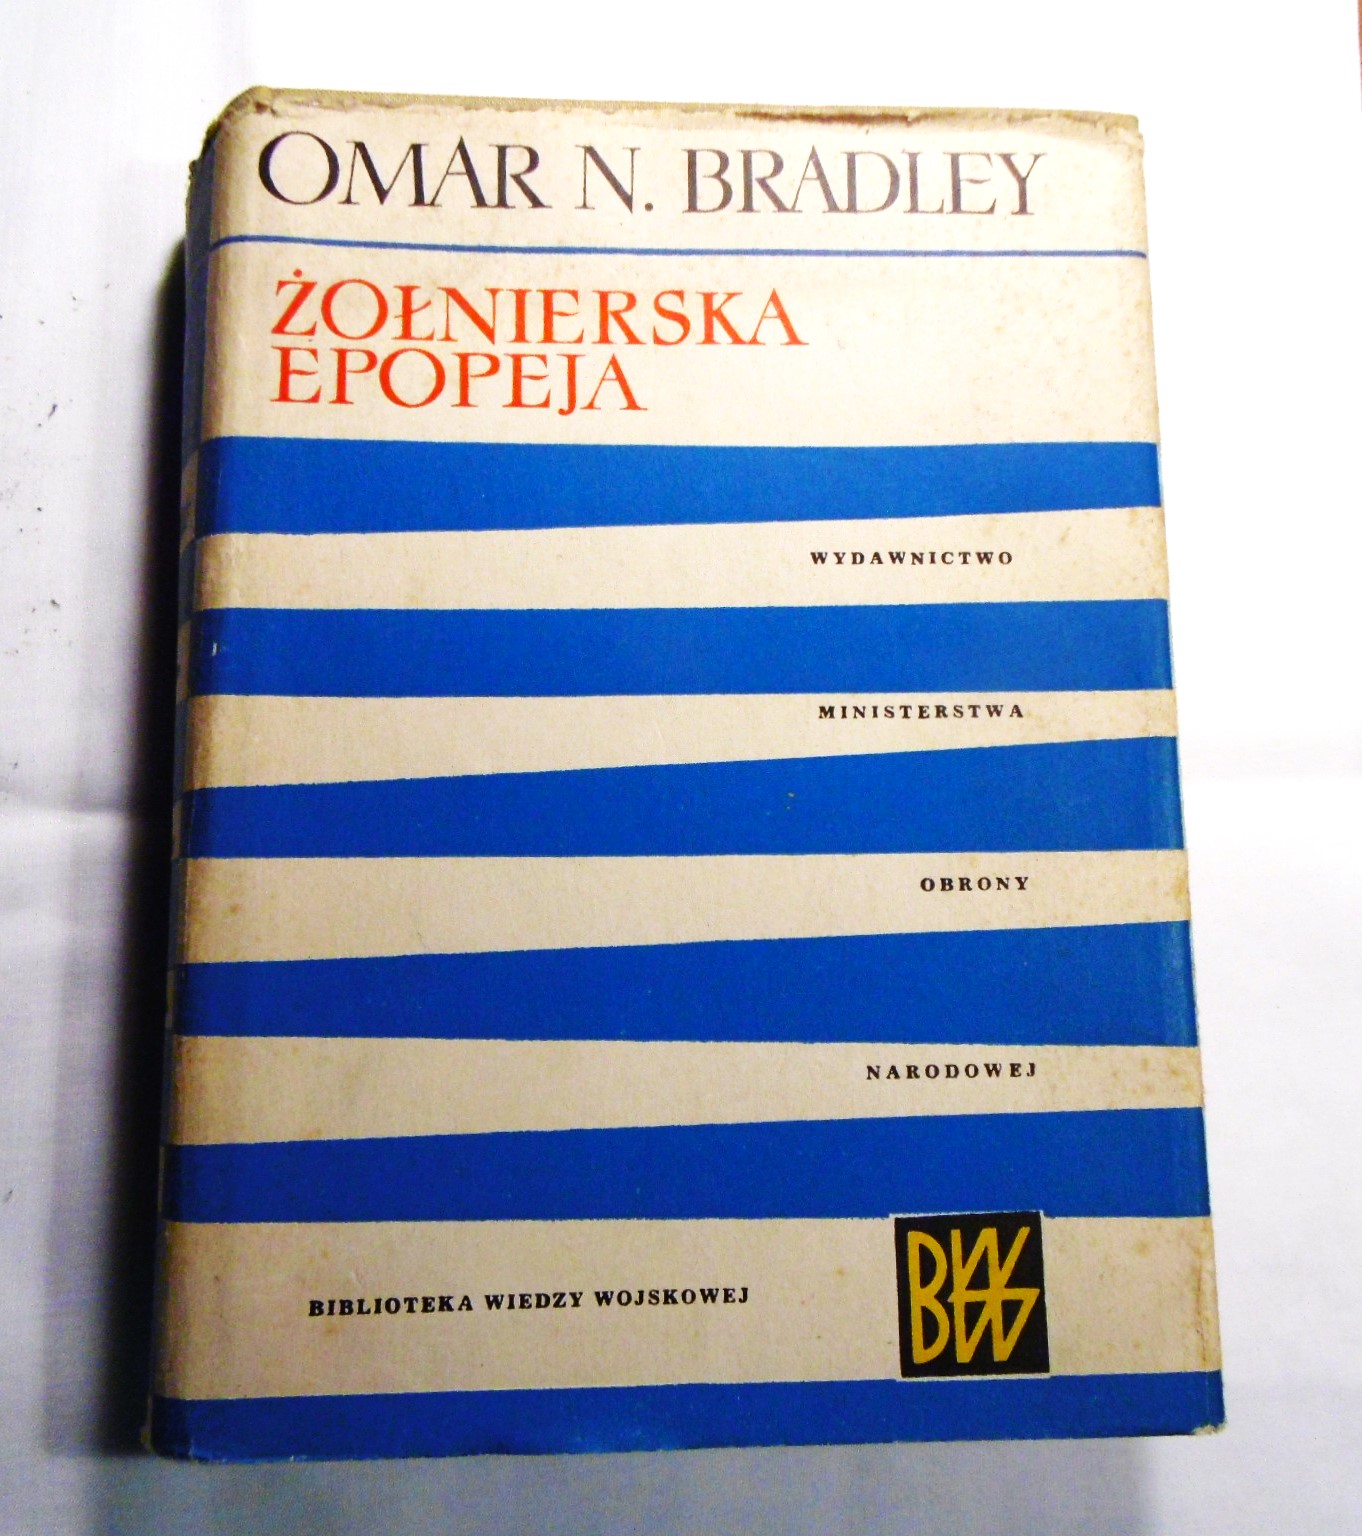 OMAR N. BRADLEY
ŻOŁNIERSKA
EPOPEJA
WYDAWNICTWO
MINISTERSTWA
OBRONY
NARODOWEJ
BIBLIOTEKA WIEDZY WOJSKOWEJ
BWW